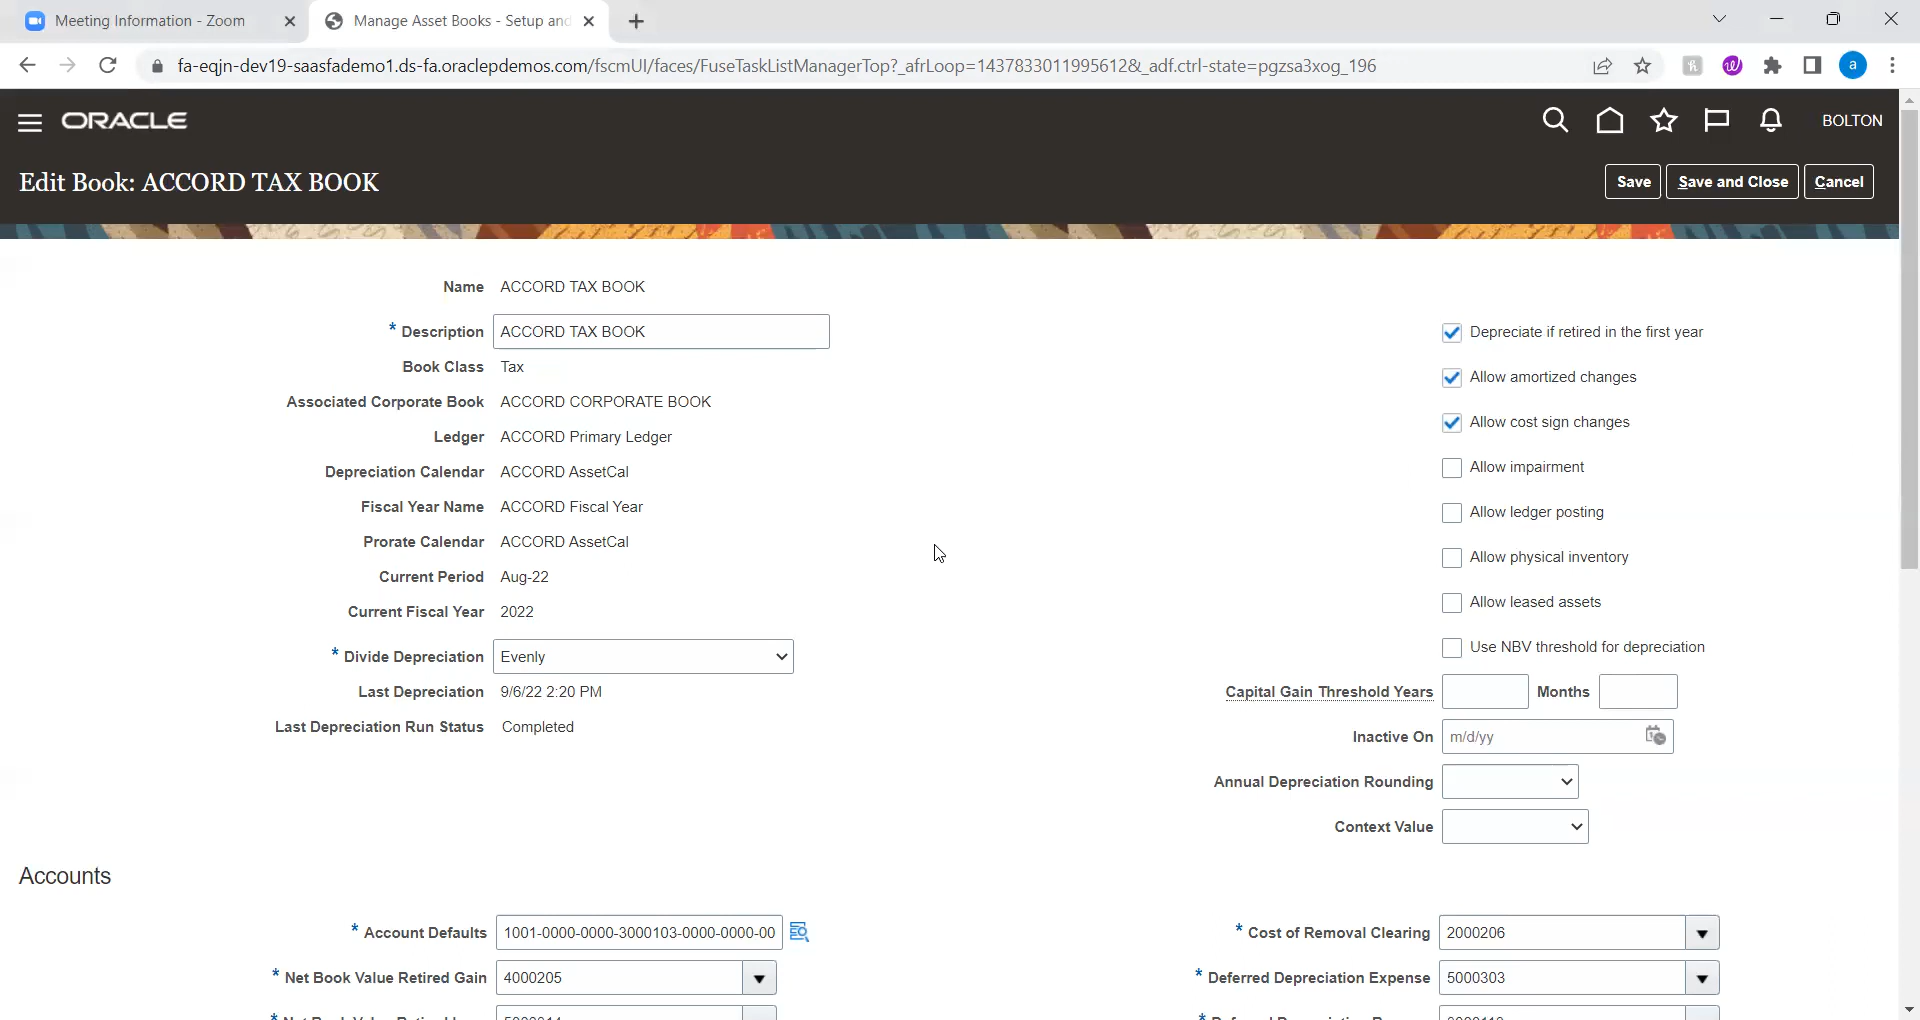 Meeting Information - Zoom
Manage Asset Books - Setup and
fa-eqjn-dev19-saasfademo1.ds-fa.oraclepdemos.com/fscmUI/faces/FuseTaskListManagerTop?_afrLoop=1437833011995612&_adf.ctrl-state=pgzsa3xog_196
a
ORACLE
BOLTON
Edit Book: ACCORD TAX BOOK
Save Save and Close Cancel
Name ACCORD TAX BOOK
* Description ACCORD TAX BOOK
Book Class Tax
Associated Corporate Book ACCORD CORPORATE BOOK
Ledger ACCORD Primary Ledger
Depreciation Calendar ACCORD AssetCal
Fiscal Year Name ACCORD Fiscal Year
Prorate Calendar ACCORD AssetCal
Current Period Aug-22
Current Fiscal Year 2022
* Divide Depreciation Evenly
Last Depreciation 9/6/22 2:20 PM
Last Depreciation Run Status Completed
Depreciate if retired in the first year
Allow amortized changes
Allow cost sign changes
Allow impairment
Allow ledger posting
Allow physical inventory
Allow leased assets
Use NBV threshold for depreciation
Capital Gain Threshold Years Months
Inactive On m/d/yy
Annual Depreciation Rounding
Context Value
Accounts
* Account Defaults 1001-0000-0000-3000103-0000-0000-00
* Net Book Value Retired Gain 4000205
* Cost of Removal Clearing 2000206
* Deferred Depreciation Expense 5000303